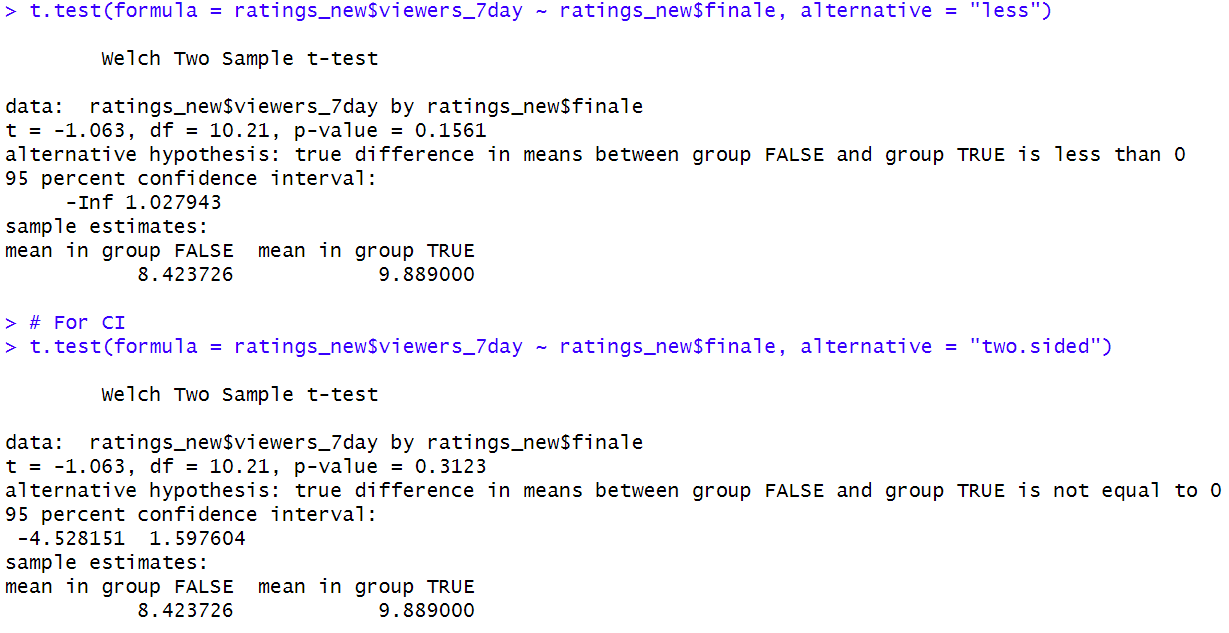 > t.test(formula = ratings_new$viewers_7day ~ ratings_new$finale, alternative = "less")
Welch Two Sample t-test
data:  ratings_new$viewers_7day by ratings_new$finale
t = -1.063, df = 10.21, p-value = 0.1561
alternative hypothesis: true difference in means between group FALSE and group TRUE is less than 0
95 percent confidence interval:
-Inf 1.027943
sample estimates:
mean in group FALSE  mean in group TRUE
8.423726            9.889000
> # For CI
> t.test(formula = ratings_new$viewers_7day ~ ratings_new$finale, alternative = "two.sided")
Welch Two Sample t-test
data:  ratings_new$viewers_7day by ratings_new$finale
t = -1.063, df = 10.21, p-value = 0.3123
alternative hypothesis: true difference in means between group FALSE and group TRUE is not equal to 0
95 percent confidence interval:
-4.528151  1.597604
sample estimates:
mean in group FALSE  mean in group TRUE
8.423726            9.889000